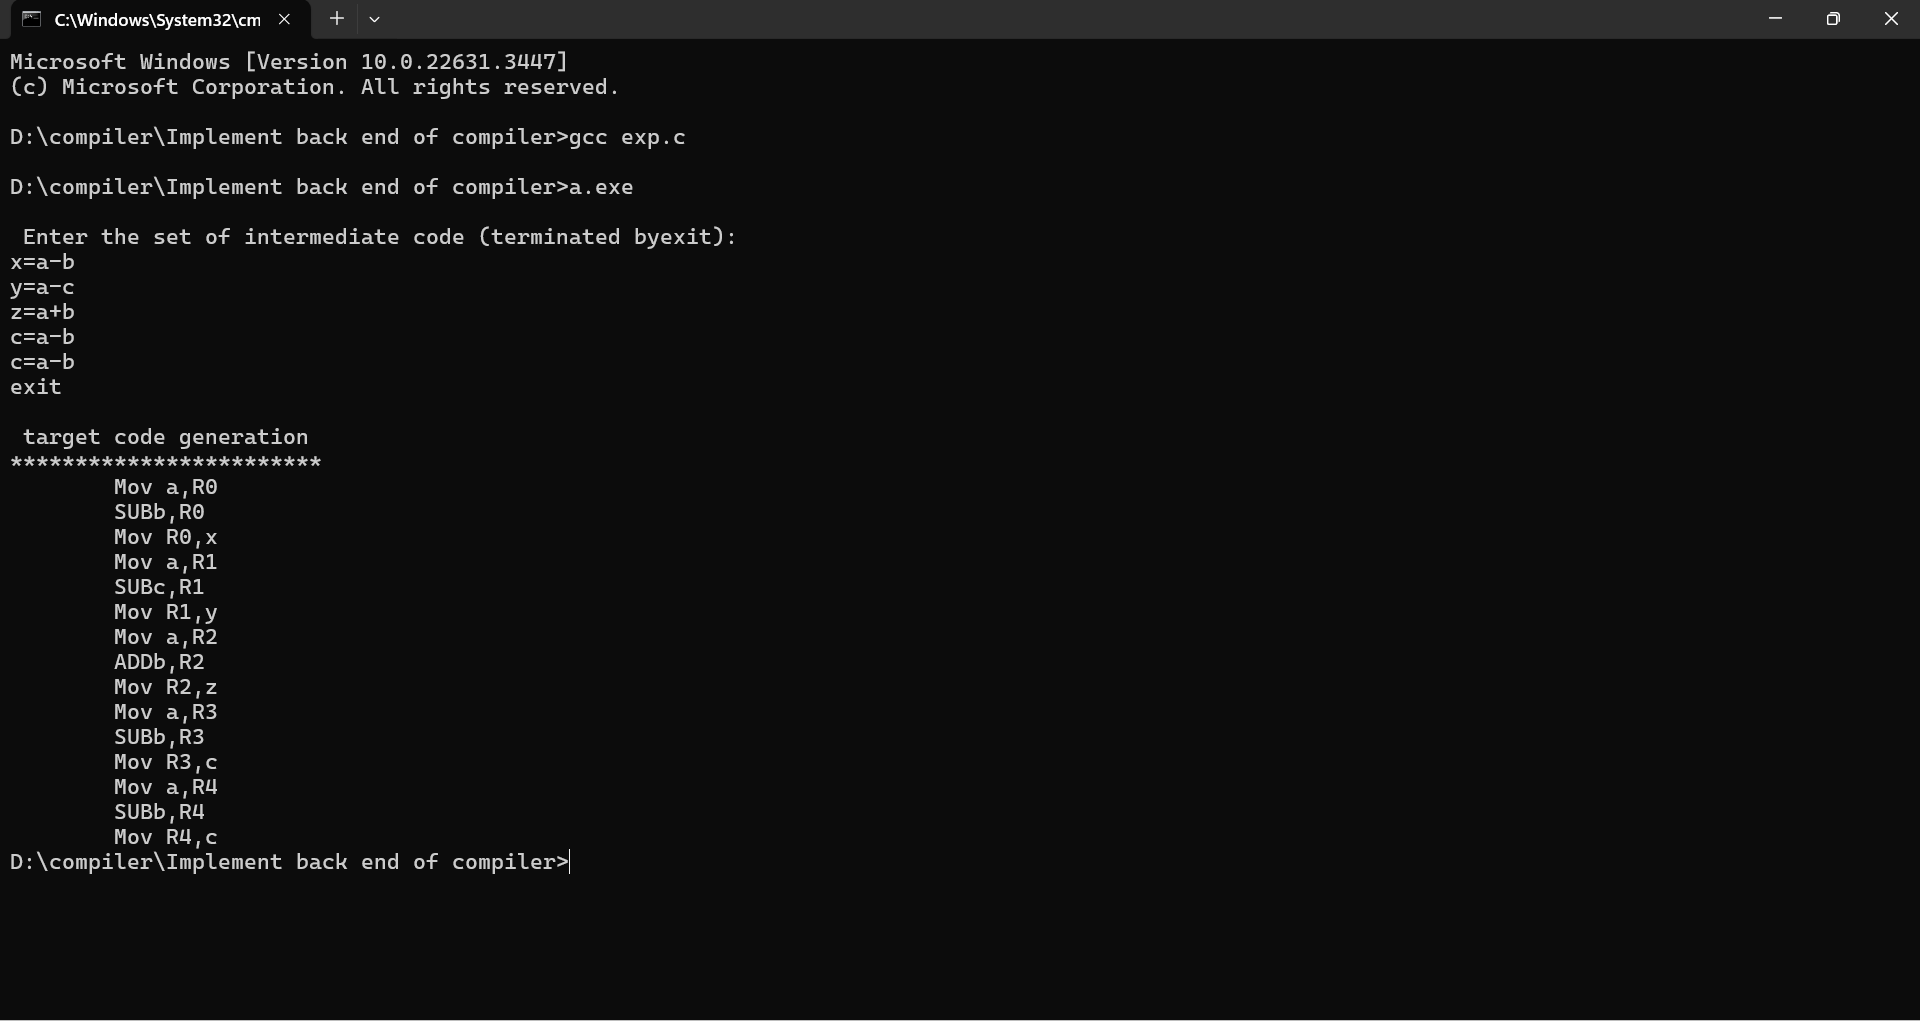 C:\Windows\System32\cm
Microsoft Windows [Version 10.0.22631.3447]
(c) Microsoft Corporation. All rights reserved.
D:\compiler\Implement back end of compiler>gcc exp.c
D:\compiler\Implement back end of compiler>a.exe
Enter the set of intermediate code (terminated byexit):
x=a-b
y=a-c
z=a+b
c=a-b
c=a-b
exit
target code generation
************************
Mov a,R0
SUBb,R0
Mov R0,x
Mov a,R1
SUBc,R1
Mov R1,y
Mov a,R2
ADDb,R2
Mov R2,z
Mov a,R3
SUBb,R3
Mov R3,c
Mov a,R4
SUBb,R4
Mov R4,c
D:\compiler\Implement back end of compiler>